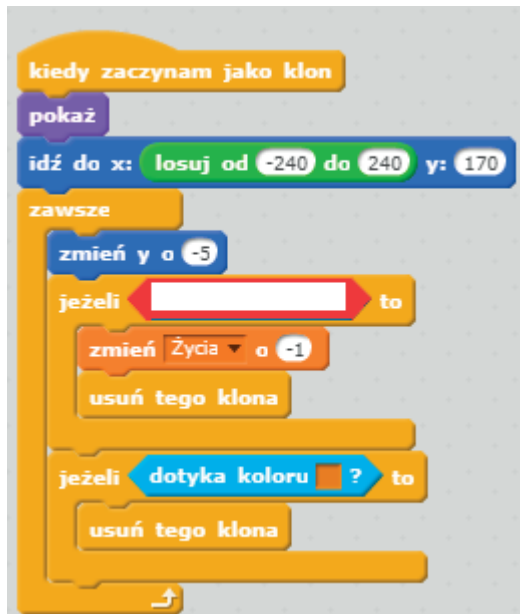 kiedy zaczynam jako klon
pokaż
idź do x: losuj od -240 do 240 y: 170
zawsze
zmień y o -5
jeżeli to
zmień Życia o -1
usuń tego klona
jeżeli dotyka koloru ? to
usuń tego klona